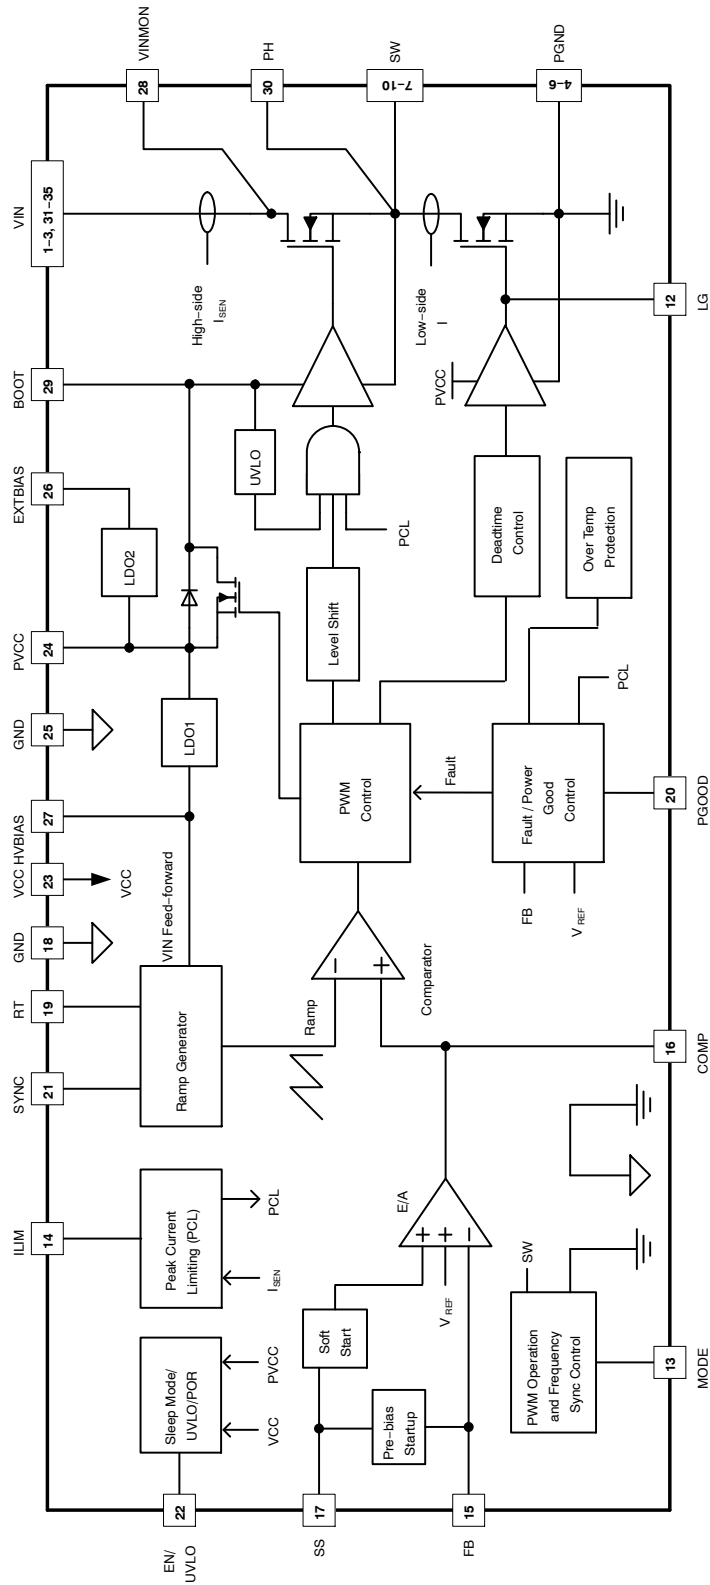 EN/
UVLO
22
ILIM
14
SYNC
21
RT
19
GND
18
VCC
23
HVBIAS
27
GND
25
PVCC
24
EXTBIAS
26
BOOT
29
VIN
1–3, 31–35
VINMON
28
PH
30
SW
7–10
PGND
4–6
Sleep Mode/
UVLO/POR
VCC
PVCC
Peak Current
Limiting (PCL)
I SEN
PCL
Ramp Generator
VIN Feed–forward
VCC
LDO1
LDO2
UVLO
High–side
I SEN
Ramp
Comparator
–
+
PWM
Control
Level Shift
PCL
Low–side
I
PVCC
Deadtime
Control
Over Temp
Protection
Fault
Fault / Power
Good
Control
FB
V REF
PCL
SS
17
FB
15
Soft
Start
Pre–bias
Startup
E/A
+
+
–
V REF
PWM Operation
and Frequency
Sync Control
SW
13
MODE
16
COMP
20
PGOOD
12
LG